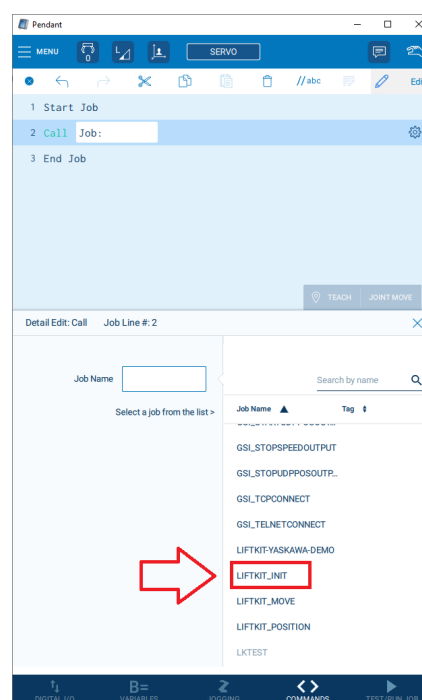 Pendant
MENU 0 SERVO
//abc Edi
1 Start Job
2 Call Job:
3 End Job
TEACH JOINT MOVE
Detail Edit: Call Job Line #: 2
Job Name
Search by name
Select a job from the list >
Job Name Tag
GSI_STOPSPEEDOUTPUT
GSI_STOPUDPPOSOUTP...
GSI_TCPCONNECT
GSI_TELNETCONNECT
LIFTKIT-YASKAWA-DEMO
LIFTKIT_INIT
LIFTKIT_MOVE
LIFTKIT_POSITION
LKTEST
DIGITAL I/O VARIABLES JOGGING COMMANDS TEST/RUN JOB